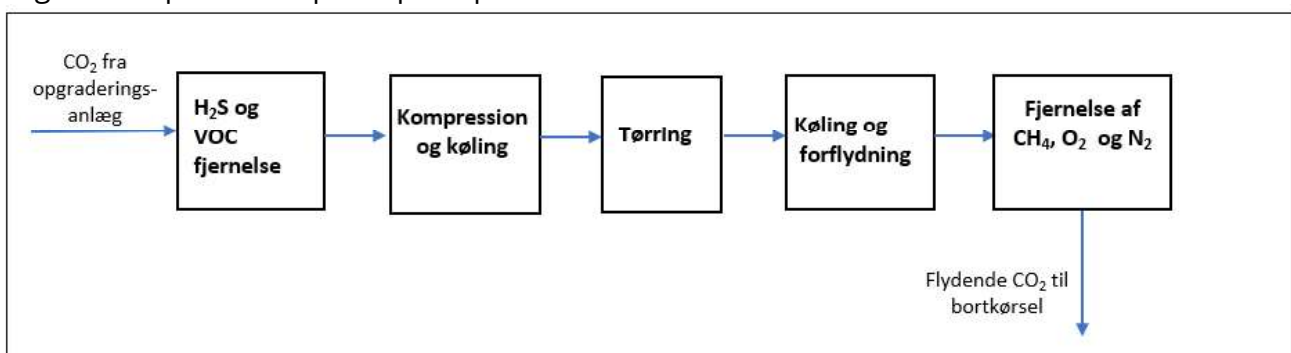 CO₂ fra
opgraderings-
anlæg
H₂S og
VOC
fjernelse
Kompression
og køling
Tørring
Køling og
forflydning
Fjernelse af
CH₄, O₂ og N₂
Flydende CO₂ til
bortkørsel